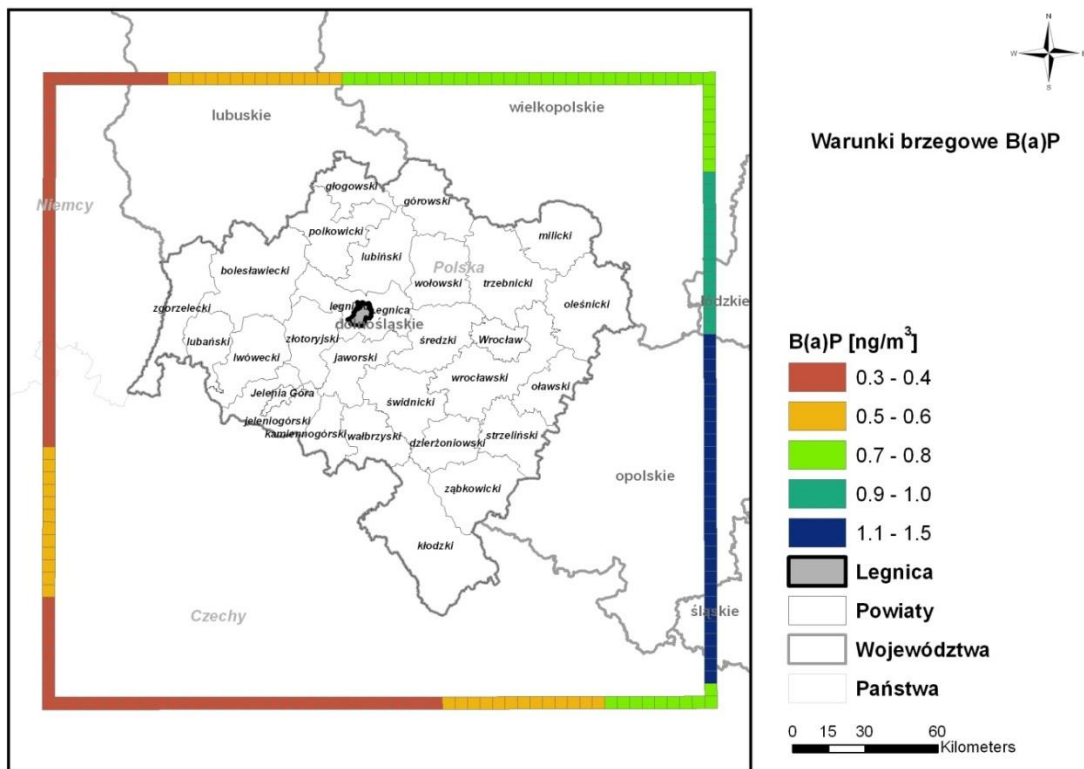 N
W
E
S
Warunki brzegowe B(a)P
lubuskie
wielkopolskie
głogowski
górowski
Niemcy
polkowicki
milicki
lubiński
bolesławiecki
Polska
wołowski
trzebnicki
oleśnicki
łódzkie
zgorzelecki
Legnica
dolnośląskie
lubański
złotoryjski
średzki
Wrocław
lwówecki
jaworski
wrocławski
oławski
Jelenia Góra
świdnicki
jeleniogórski
kamiennogórski
wałbrzyski
dzierżoniowski
strzeliński
opolskie
ząbkowicki
kłodzki
Czechy
śląskie
B(a)P [ng/m³]
0.3 - 0.4
0.5 - 0.6
0.7 - 0.8
0.9 - 1.0
1.1 - 1.5
Legnica
Powiaty
Województwa
Państwa
0 15 30 60
Kilometers